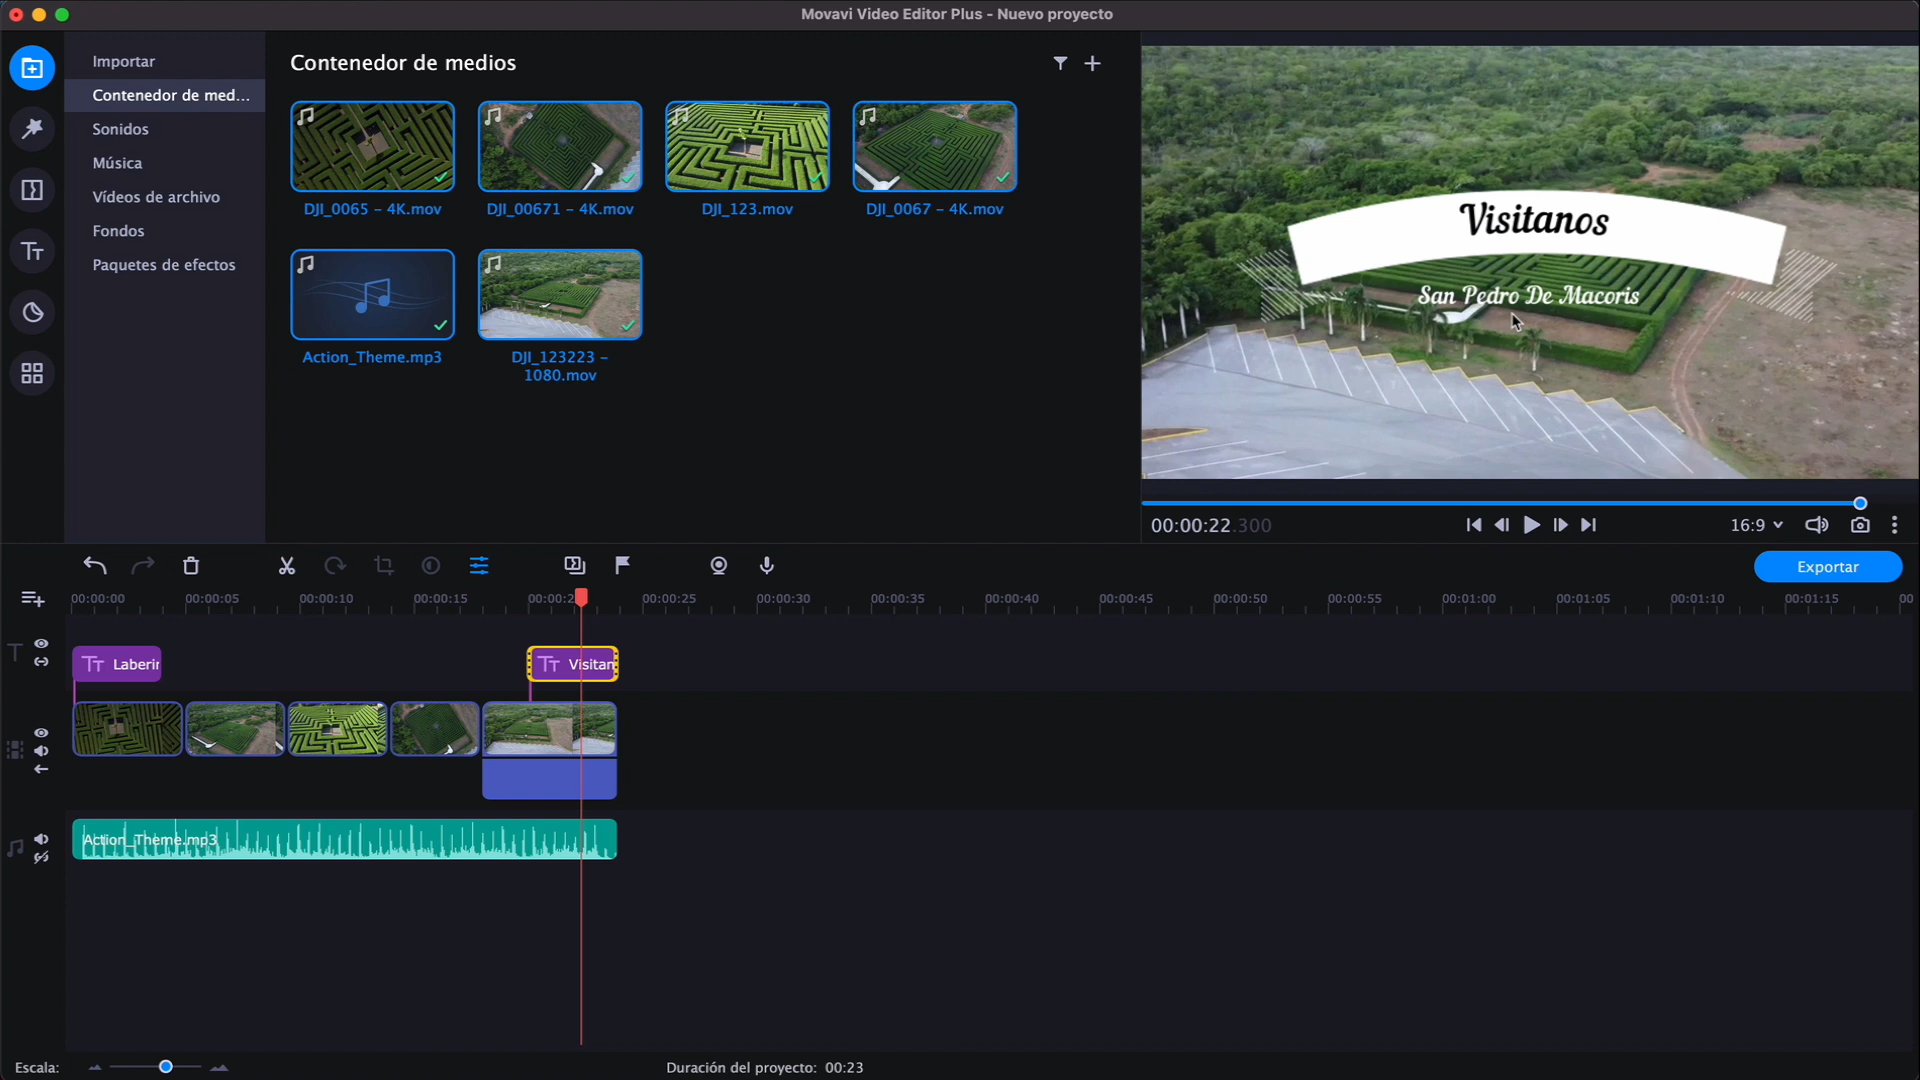 Movavi Video Editor Plus - Nuevo proyecto
Importar
Contenedor de med...
Sonidos
Música
Vídeos de archivo
Fondos
Paquetes de efectos
Contenedor de medios
DJI_0065 – 4K.mov
DJI_00671 – 4K.mov
DJI_123.mov
DJI_0067 – 4K.mov
Action_Theme.mp3
DJI_123223 –
1080.mov
Visitanos
San Pedro De Macoris
00:00:22.300
16:9
Exportar
00:00:00
00:00:05
00:00:10
00:00:15
00:00:2
00:00:25
00:00:30
00:00:35
00:00:40
00:00:45
00:00:50
00:00:55
00:01:00
00:01:05
00:01:10
00:01:15
00
T
Tt Laberin
Tt Visitan
Action_Theme.mp3
Escala:
Duración del proyecto: 00:23